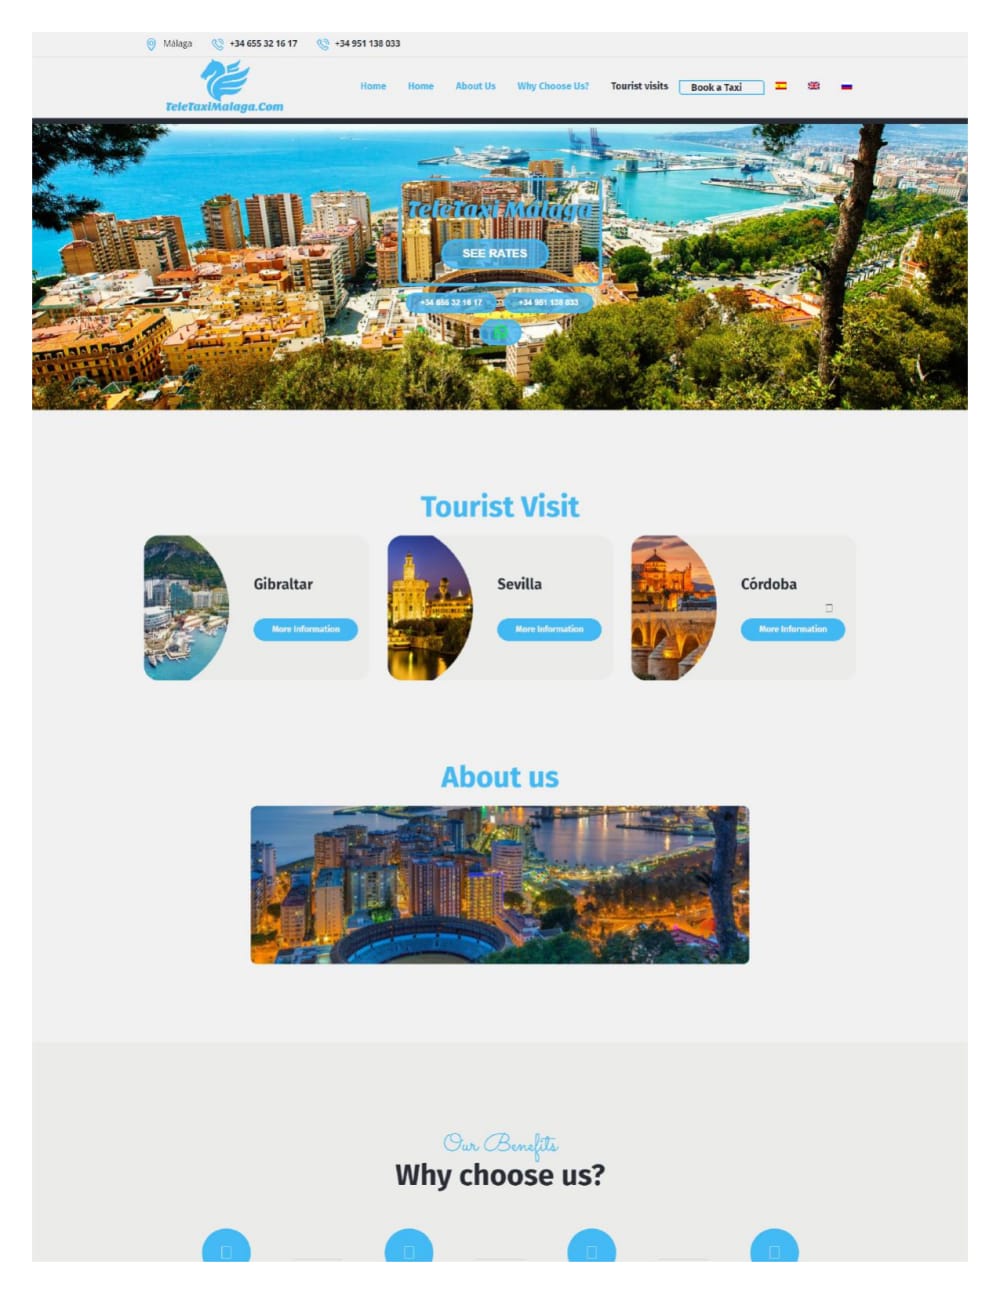 Málaga +34 655 32 16 17 +34 951 138 033
TeleTaxiMalaga.Com
Home Home About Us Why Choose Us? Tourist visits Book a Taxi
TeleTaxi Malaga
SEE RATES
+34 655 32 16 17 +34 951 138 033
Tourist Visit
Gibraltar
More Information
Sevilla
More Information
Córdoba
More Information
About us
Our Benefits
Why choose us?